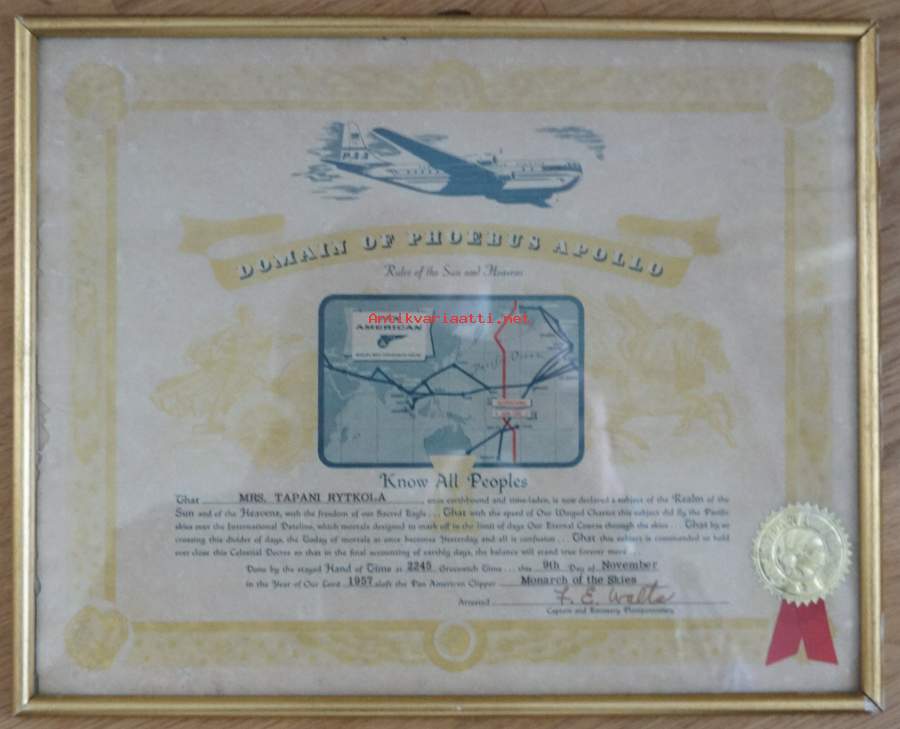 P.A.A
DOMAIN OF PHOEBUS APOLLO
Ruler of the Sun and Heavens
Antikvariaatti.net
AMERICAN
Pacific Ocean
Know All Peoples
That MRS. TAPANI RYTKOLA, once earthbound and time-laden, is now declared a subject of the Realm of the
Sun and of the Heavens, with the freedom of our Sacred Eagle... That with the speed of Our Winged Chariot this subject did fly the Pacific
skies over the International Dateline, which mortals designed to mark off in the limit of days Our Eternal Course through the skies... That by so
crossing this divider of days, the Today of mortals at once becomes Yesterday and all is confusion... That this subject is commanded to hold
ever close this Celestial Decree so that in the final accounting of earthly days, the balance will stand true forever more
Done by the stayed Hand of Time at 2245 Greenwich Time... this 9th Day of November
in the Year of Our Lord 1957 aloft the Pan American Clipper Monarch of the Skies
Attested F. E. Walts
Captain and Plenipotentiary